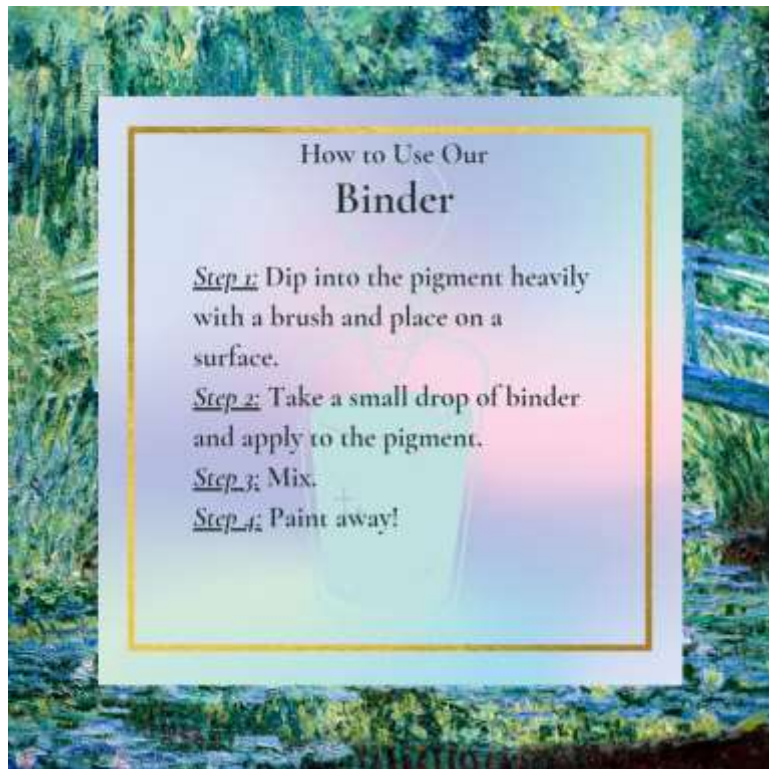 How to Use Our
Binder
Step 1: Dip into the pigment heavily
with a brush and place on a
surface.
Step 2: Take a small drop of binder
and apply to the pigment.
Step 3: Mix.
Step 4: Paint away!